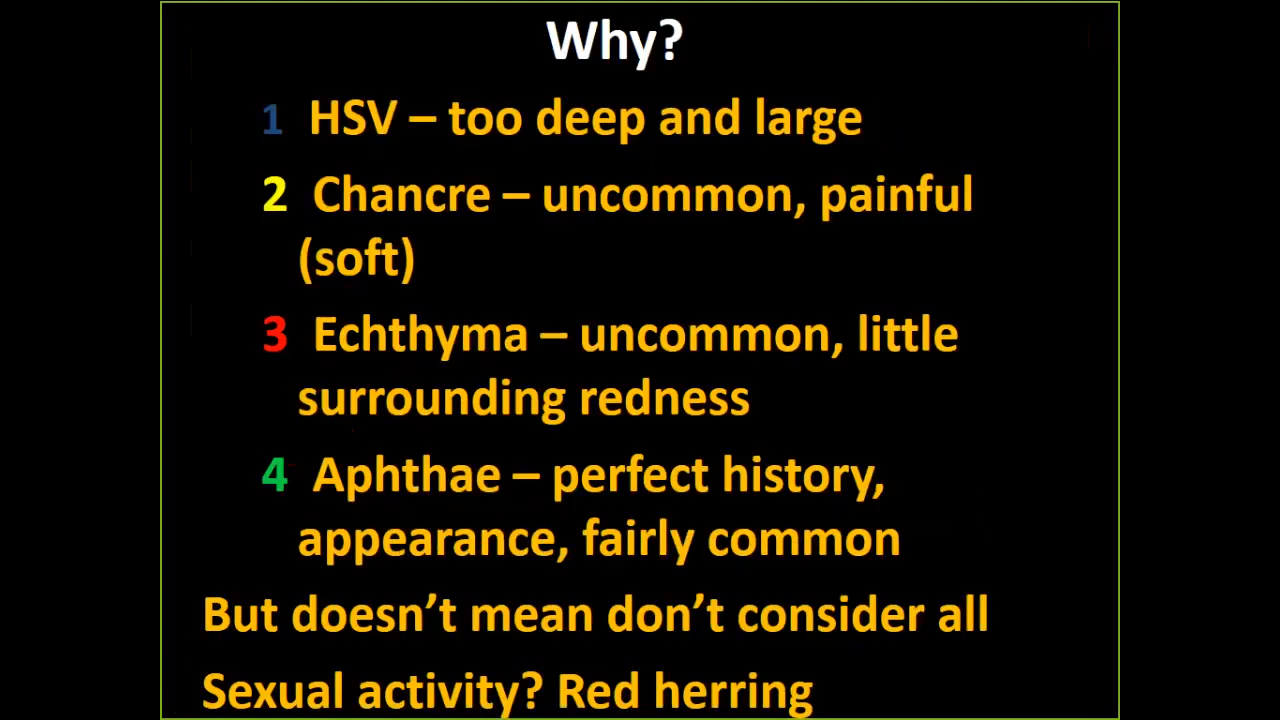 Why?
1 HSV – too deep and large
2 Chancre – uncommon, painful
(soft)
3 Echthyma – uncommon, little
surrounding redness
4 Aphthae – perfect history,
appearance, fairly common
But doesn’t mean don’t consider all
Sexual activity? Red herring